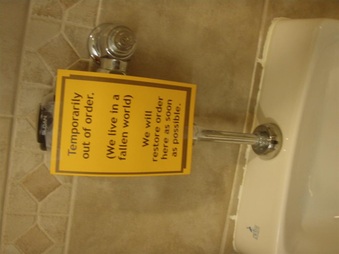 Temporarily
out of order.
(We live in a
fallen world)
We will
restore order
here as soon
as possible.